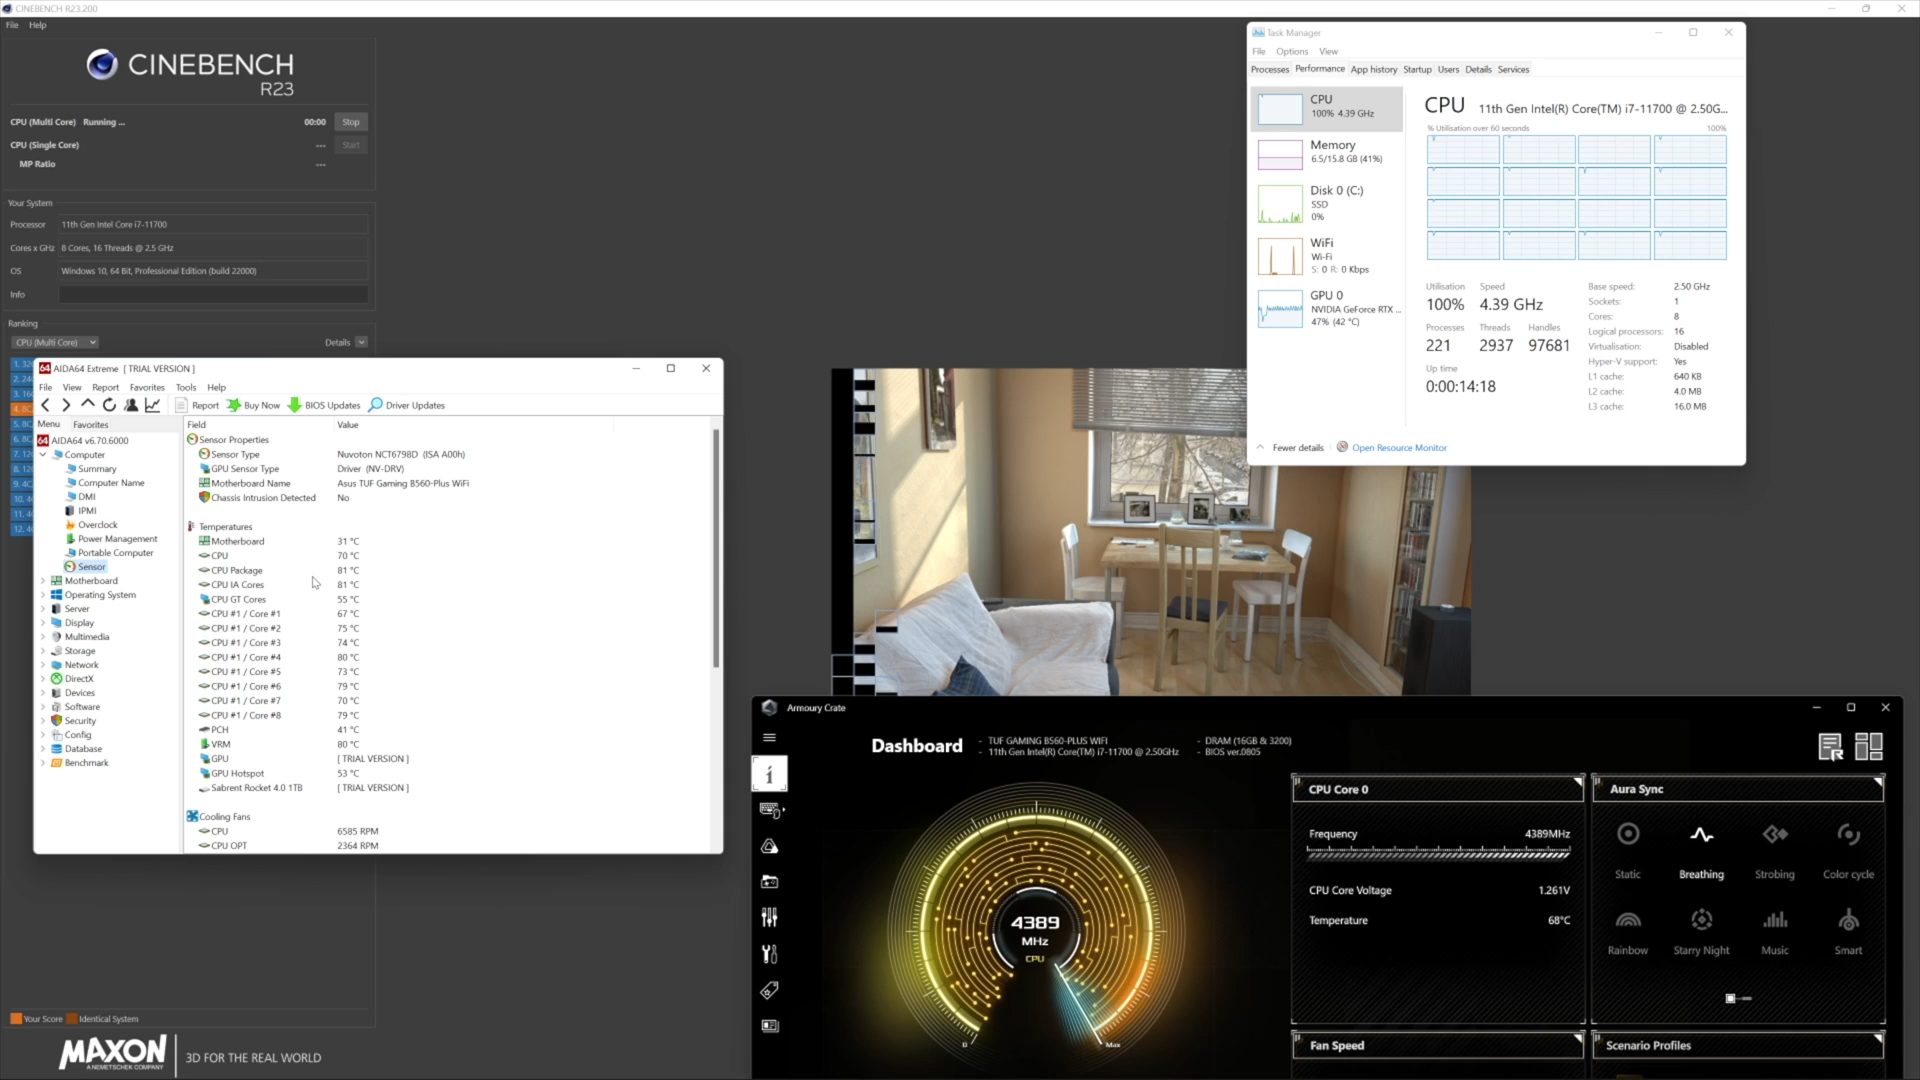 CINEBENCH R23.200
File Help
CINEBENCH
R23
CPU (Multi Core) Running ... 00:00 Stop
CPU (Single Core) --- Start
MP Ratio ---
Your System
Processor 11th Gen Intel Core i7-11700
Cores x GHz 8 Cores, 16 Threads @ 2.5 GHz
OS Windows 10, 64 Bit, Professional Edition (build 22000)
Info
Ranking
CPU (Multi Core) Details
AIDA64 Extreme [ TRIAL VERSION ]
File View Report Favorites Tools Help
Report Buy Now BIOS Updates Driver Updates
Menu Favorites
AIDA64 v6.70.6000
Computer
Summary
Computer Name
DMI
IPMI
Overclock
Power Management
Portable Computer
Sensor
Motherboard
Operating System
Server
Display
Multimedia
Storage
Network
DirectX
Devices
Software
Security
Config
Database
Benchmark
Field Value
Sensor Properties
Sensor Type Nuvoton NCT6798D (ISA A00h)
GPU Sensor Type Driver (NV-DRV)
Motherboard Name Asus TUF Gaming B560-Plus WiFi
Chassis Intrusion Detected No
Temperatures
Motherboard 31 °C
CPU 70 °C
CPU Package 81 °C
CPU IA Cores 81 °C
CPU GT Cores 55 °C
CPU #1 / Core #1 67 °C
CPU #1 / Core #2 75 °C
CPU #1 / Core #3 74 °C
CPU #1 / Core #4 80 °C
CPU #1 / Core #5 73 °C
CPU #1 / Core #6 79 °C
CPU #1 / Core #7 70 °C
CPU #1 / Core #8 79 °C
PCH 41 °C
VRM 80 °C
GPU [ TRIAL VERSION ]
GPU Hotspot 53 °C
Sabrent Rocket 4.0 1TB [ TRIAL VERSION ]
Cooling Fans
CPU 6585 RPM
CPU OPT 2364 RPM
Your Score Identical System
MAXON
A NEMETSCHEK COMPANY
3D FOR THE REAL WORLD
Task Manager
File Options View
Processes Performance App history Startup Users Details Services
CPU
100% 4.39 GHz
Memory
6.5/15.8 GB (41%)
Disk 0 (C:)
SSD
0%
WiFi
Wi-Fi
S: 0 R: 0 Kbps
GPU 0
NVIDIA GeForce RTX ...
47% (42 °C)
CPU 11th Gen Intel(R) Core(TM) i7-11700 @ 2.50G...
% Utilisation over 60 seconds 100%
Utilisation Speed
100% 4.39 GHz
Processes Threads Handles
221 2937 97681
Up time
0:00:14:18
Base speed: 2.50 GHz
Sockets: 1
Cores: 8
Logical processors: 16
Virtualisation: Disabled
Hyper-V support: Yes
L1 cache: 640 KB
L2 cache: 4.0 MB
L3 cache: 16.0 MB
Fewer details Open Resource Monitor
Armoury Crate
Dashboard
- TUF GAMING B560-PLUS WIFI
- 11th Gen Intel(R) Core(TM) i7-11700 @ 2.50GHz
- DRAM (16GB & 3200)
- BIOS ver.0805
4389
MHz
CPU
0 Max
CPU Core 0
Frequency 4389MHz
CPU Core Voltage 1.261V
Temperature 68°C
Aura Sync
Static Breathing Strobing Color cycle
Rainbow Starry Night Music Smart
Fan Speed
Scenario Profiles